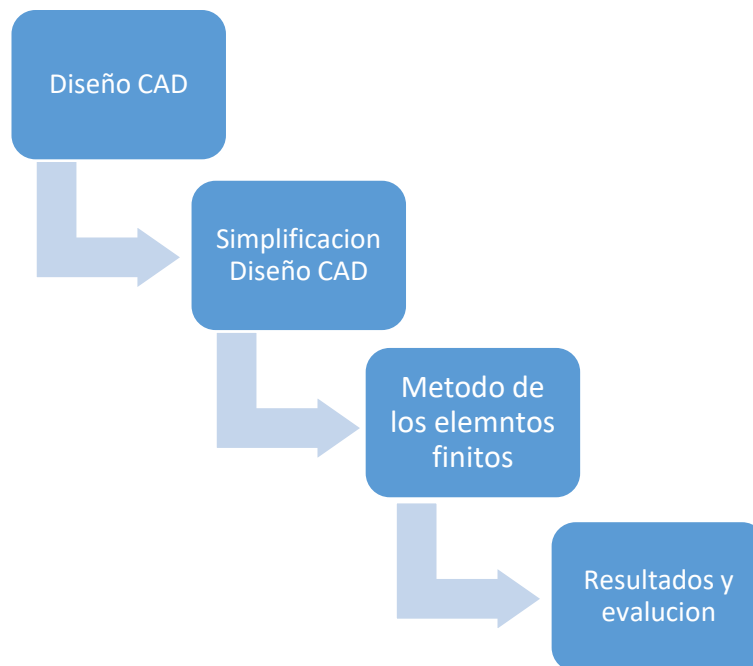 Diseño CAD
Simplificacion
Diseño CAD
Metodo de
los elemntos
finitos
Resultados y
evalucion